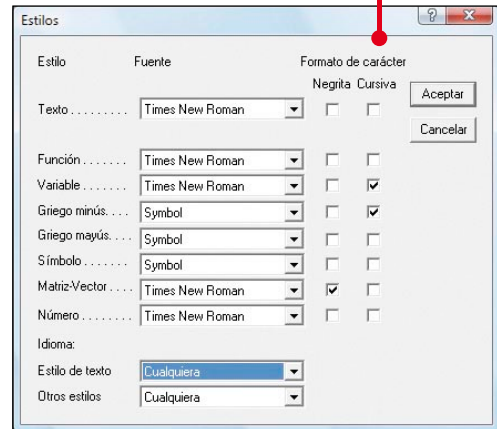 Estilos
Estilo Fuente Formato de carácter
Negrita Cursiva
Texto . . . . . . . . . Times New Roman Aceptar
Cancelar
Función . . . . . . . Times New Roman
Variable . . . . . . . Times New Roman
Griego minús. . . . Symbol
Griego mayús. . . . Symbol
Símbolo . . . . . . . Symbol
Matriz-Vector . . . . Times New Roman
Número . . . . . . . . Times New Roman
Idioma:
Estilo de texto Cualquiera
Otros estilos Cualquiera